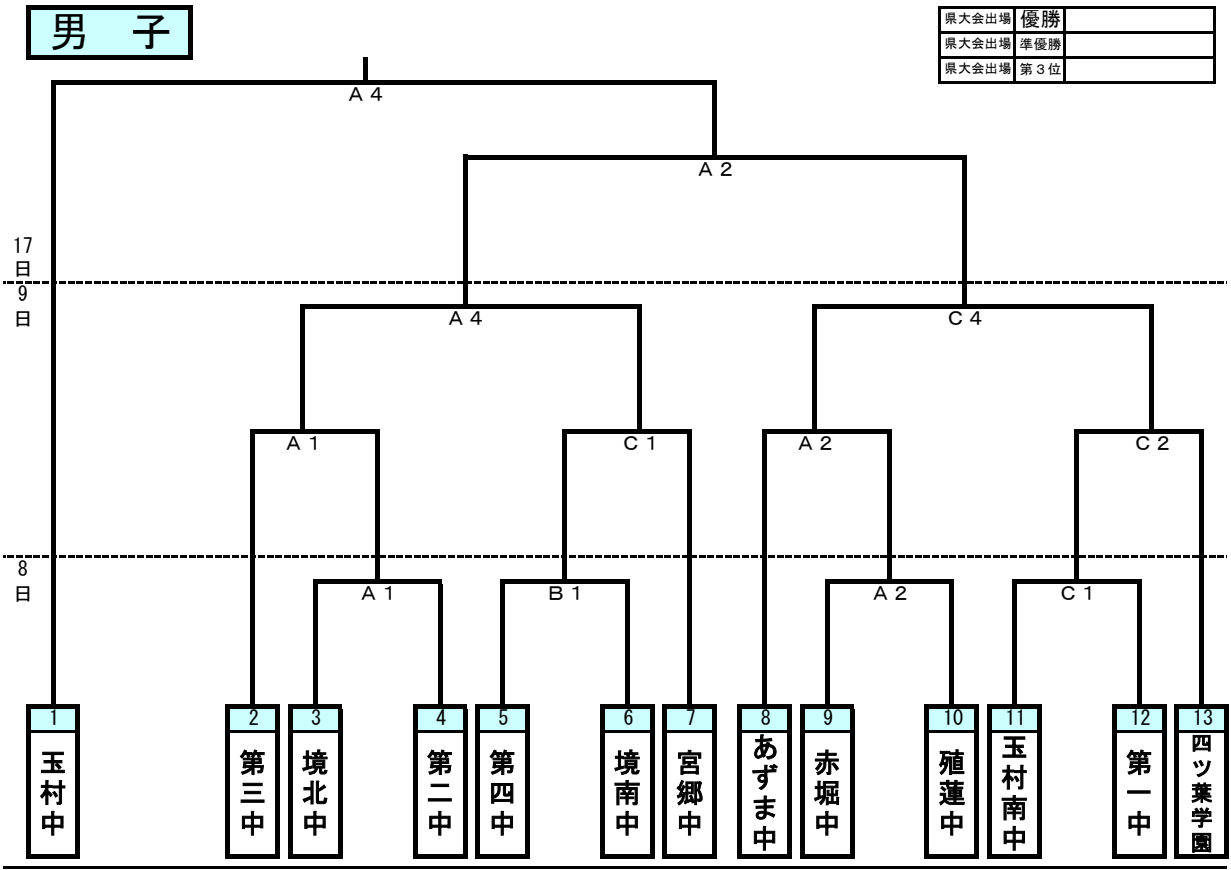 男　子
県大会出場 優勝
県大会出場 準優勝
県大会出場 第３位
Ａ４
Ａ２
17日
9日
Ａ４
Ｃ４
Ａ１
Ｃ１
Ａ２
Ｃ２
8日
Ａ１
Ｂ１
Ａ２
Ｃ１
1
2
3
4
5
6
7
8
9
10
11
12
13
玉村中
第三中
境北中
第二中
第四中
境南中
宮郷中
あずま中
赤堀中
殖蓮中
玉村南中
第一中
四ツ葉学園